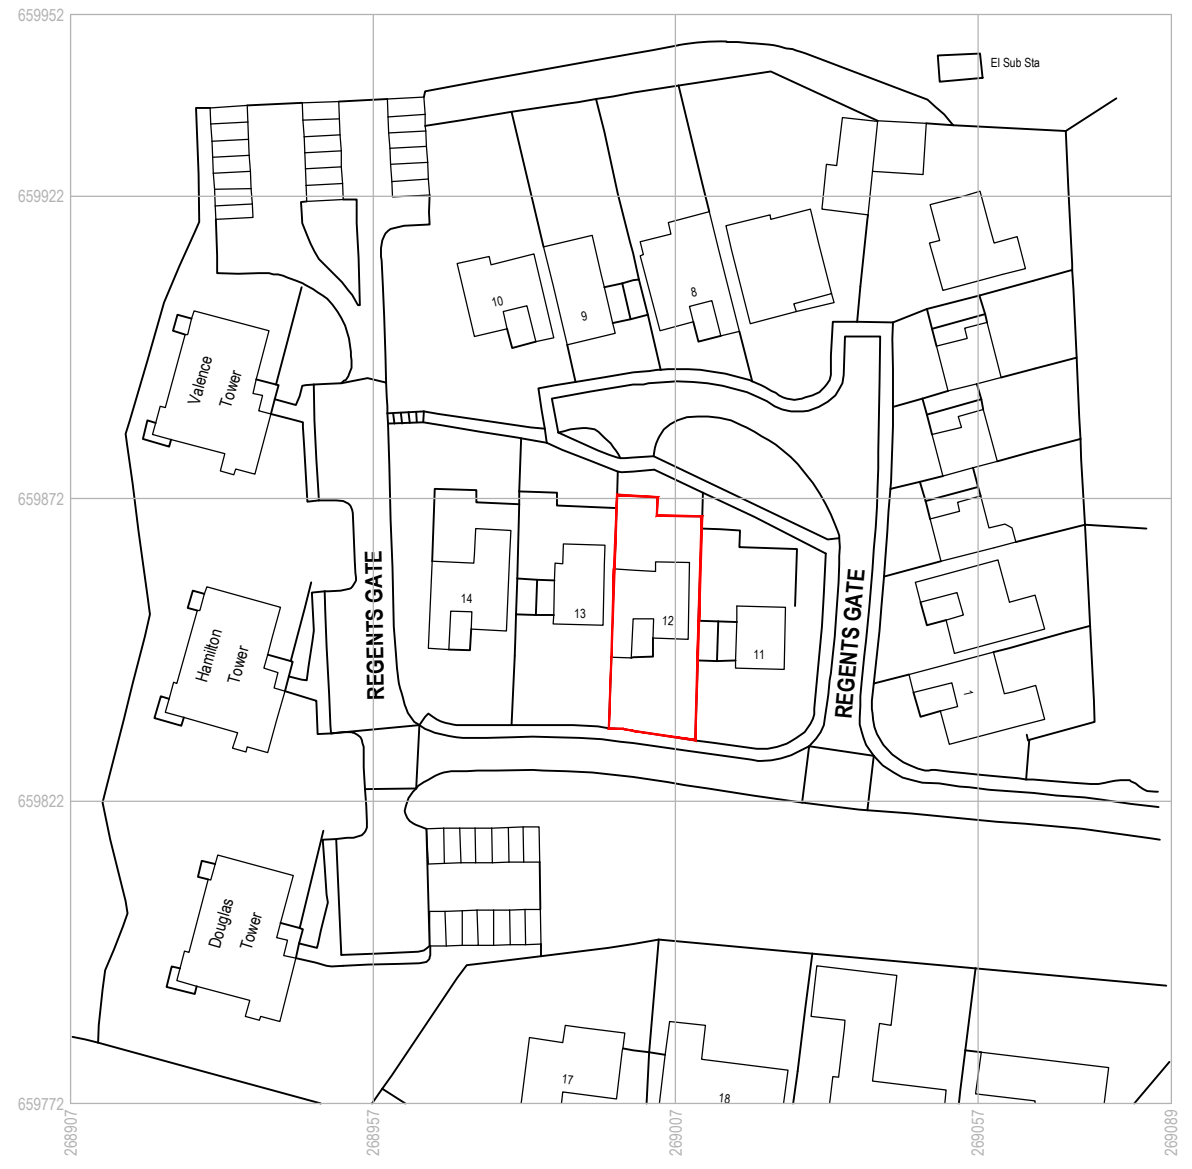 659952
El Sub Sta
659922
10
9
8
Valence
Tower
659872
REGENTS GATE
14
13
12
11
REGENTS GATE
Hamilton
Tower
1
659822
Douglas
Tower
17
18
659772
268907
268957
269007
269057
269089